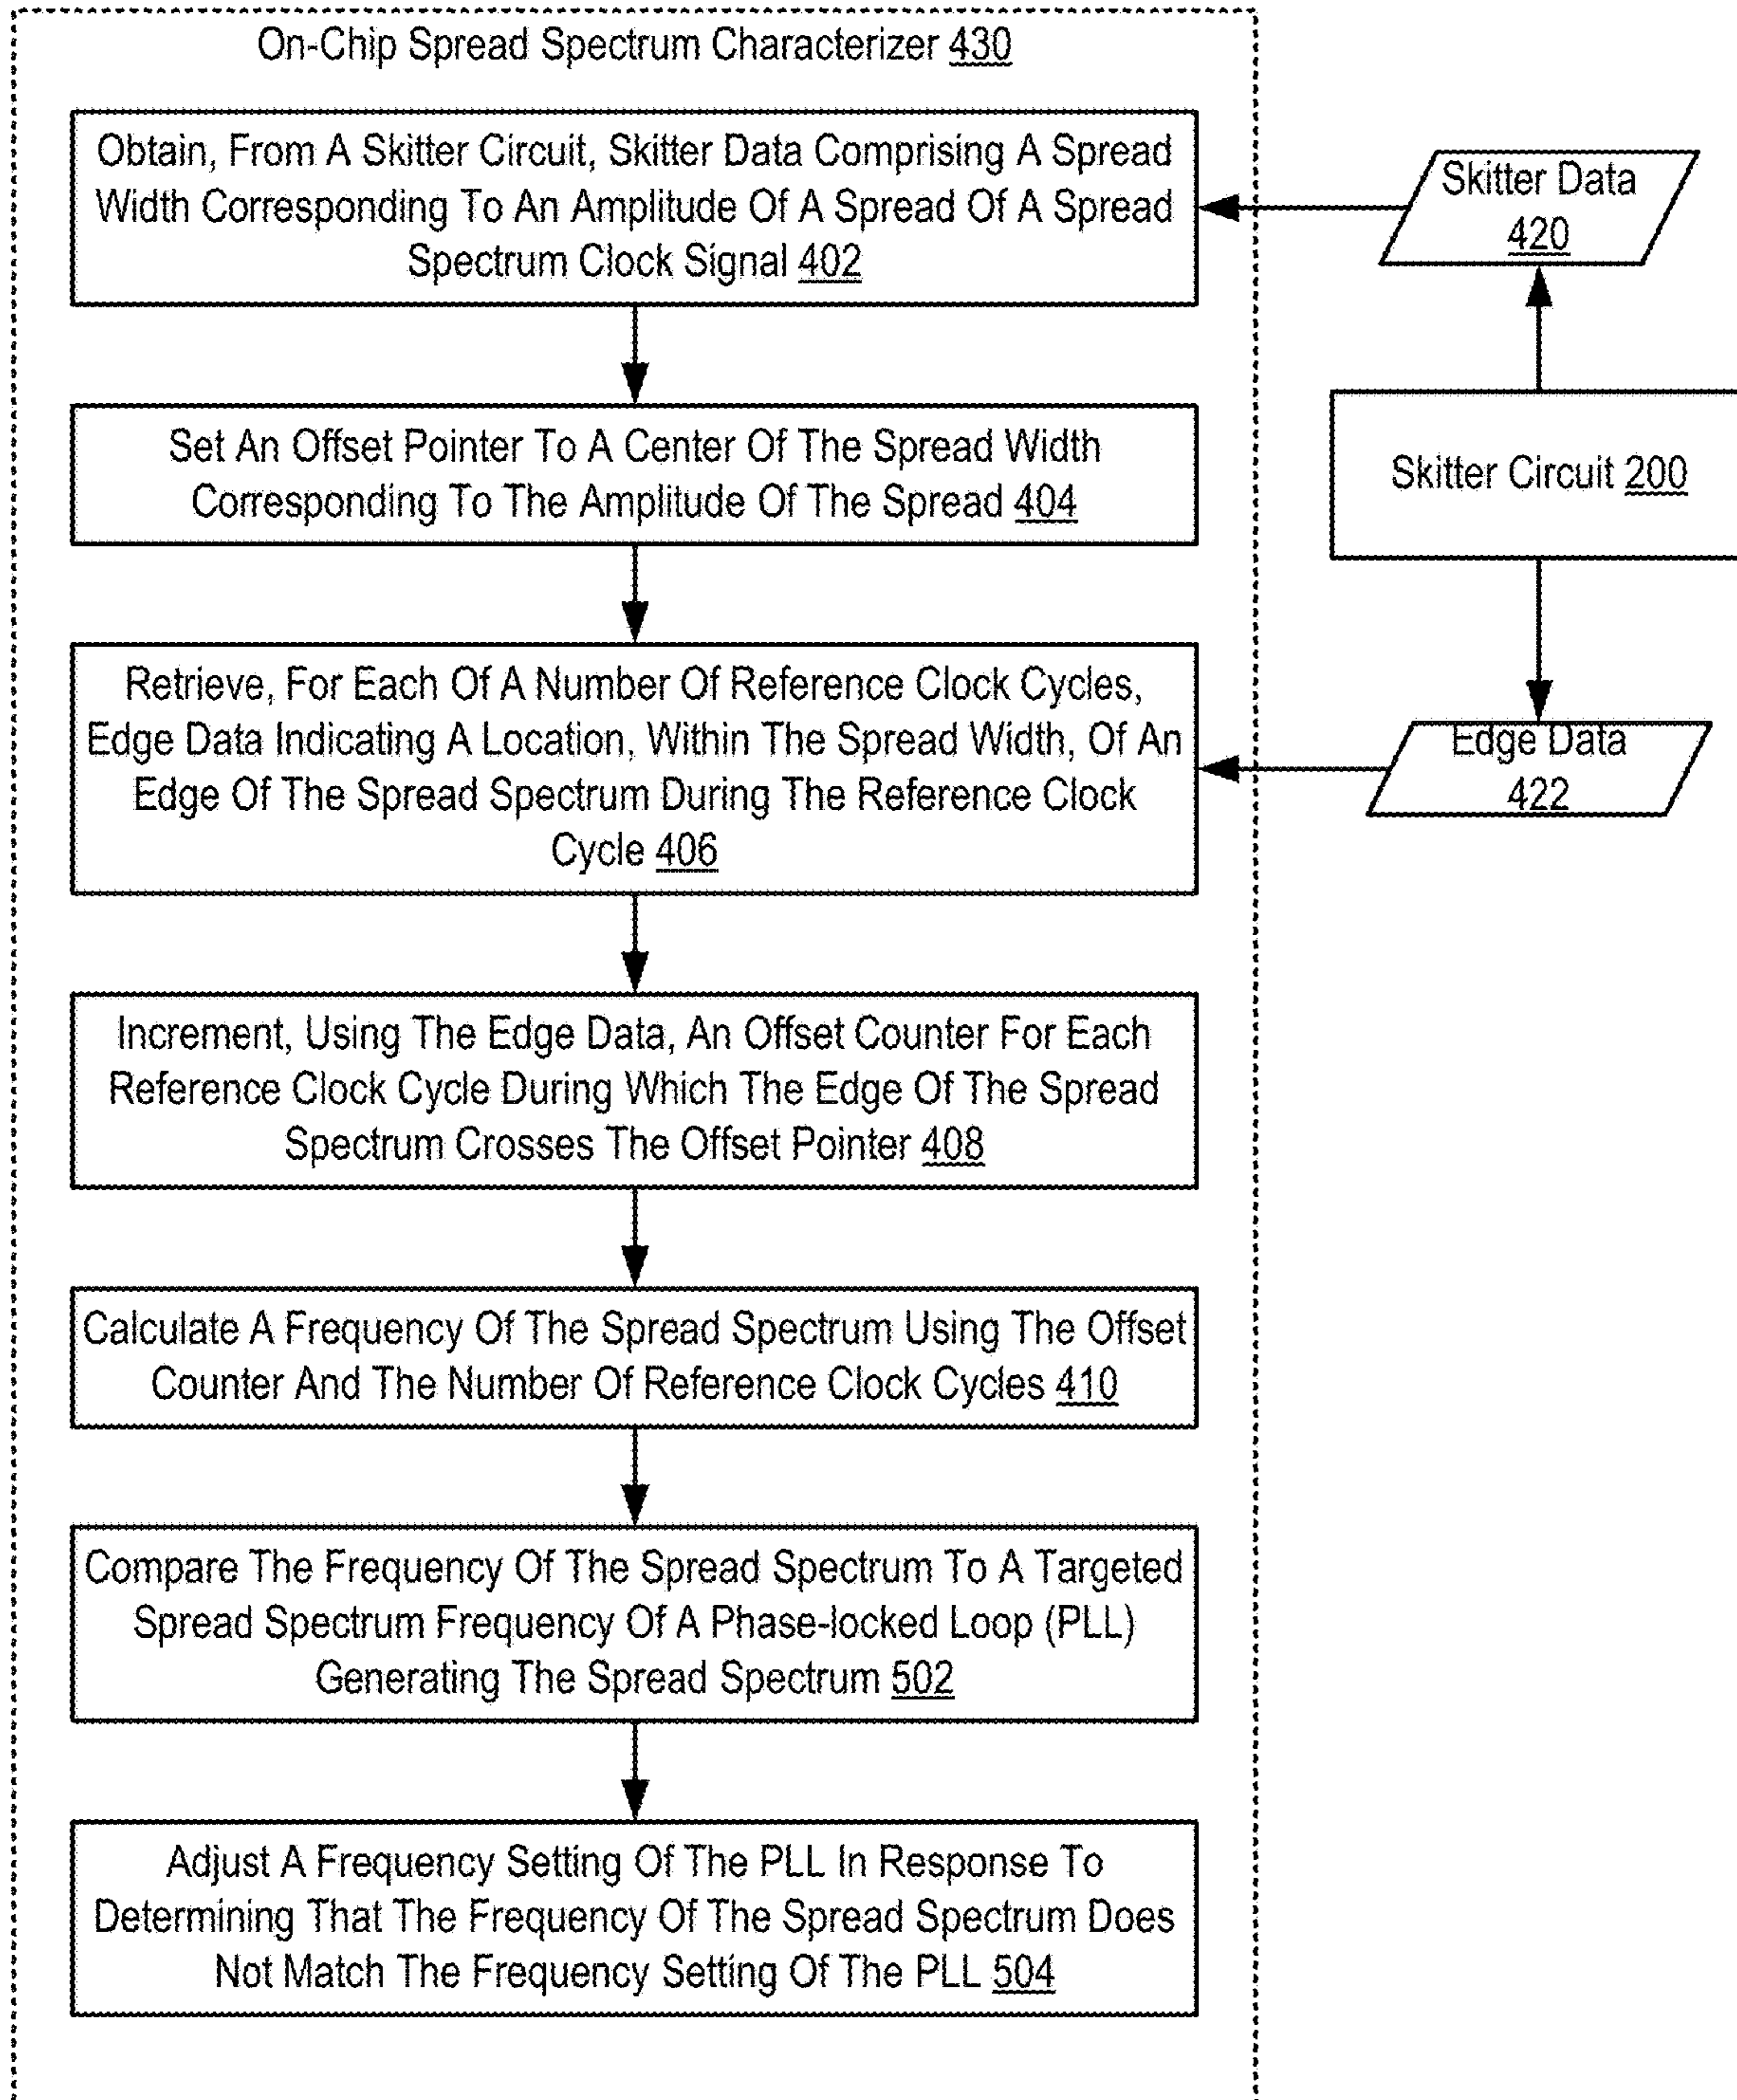 On-Chip Spread Spectrum Characterizer 430
Obtain, From A Skitter Circuit, Skitter Data Comprising A Spread
Width Corresponding To An Amplitude Of A Spread Of A Spread
Spectrum Clock Signal 402
Skitter Data
420
Set An Offset Pointer To A Center Of The Spread Width
Corresponding To The Amplitude Of The Spread 404
Skitter Circuit 200
Retrieve, For Each Of A Number Of Reference Clock Cycles,
Edge Data Indicating A Location, Within The Spread Width, Of An
Edge Of The Spread Spectrum During The Reference Clock
Cycle 406
Edge Data
422
Increment, Using The Edge Data, An Offset Counter For Each
Reference Clock Cycle During Which The Edge Of The Spread
Spectrum Crosses The Offset Pointer 408
Calculate A Frequency Of The Spread Spectrum Using The Offset
Counter And The Number Of Reference Clock Cycles 410
Compare The Frequency Of The Spread Spectrum To A Targeted
Spread Spectrum Frequency Of A Phase-locked Loop (PLL)
Generating The Spread Spectrum 502
Adjust A Frequency Setting Of The PLL In Response To
Determining That The Frequency Of The Spread Spectrum Does
Not Match The Frequency Setting Of The PLL 504